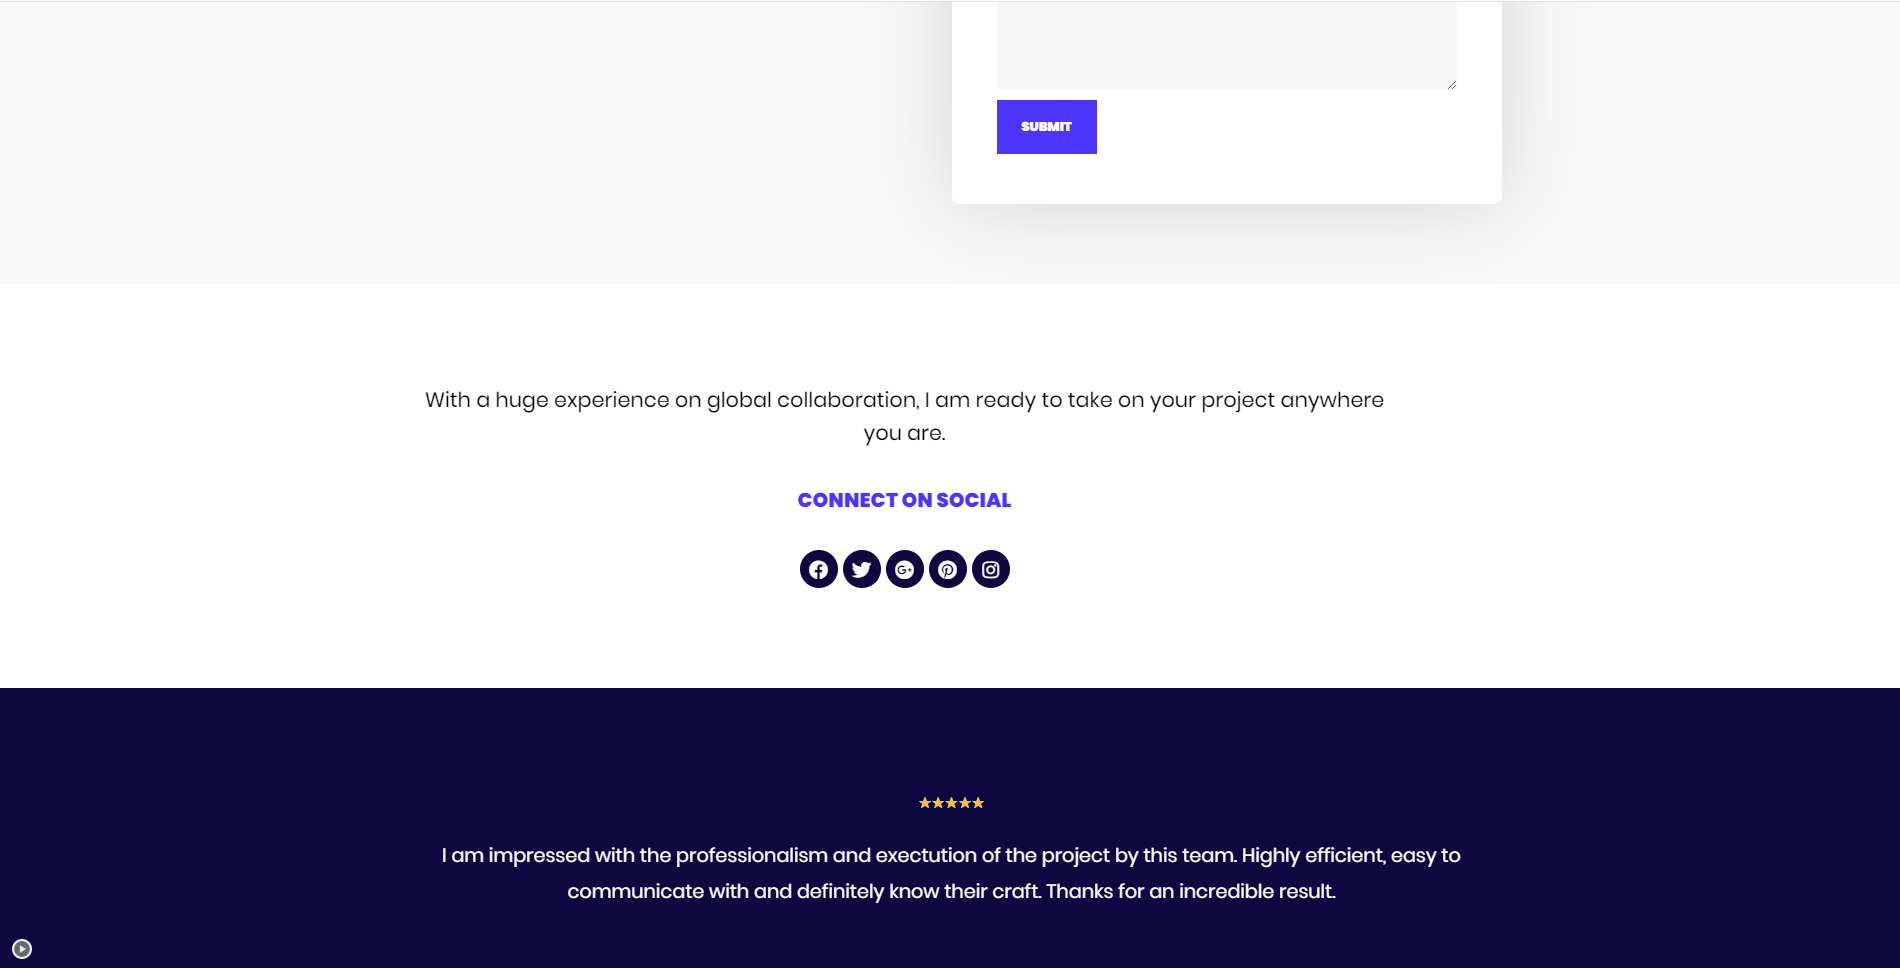 SUBMIT
With a huge experience on global collaboration, I am ready to take on your project anywhere
you are.
CONNECT ON SOCIAL
I am impressed with the professionalism and exectution of the project by this team. Highly efficient, easy to
communicate with and definitely know their craft. Thanks for an incredible result.